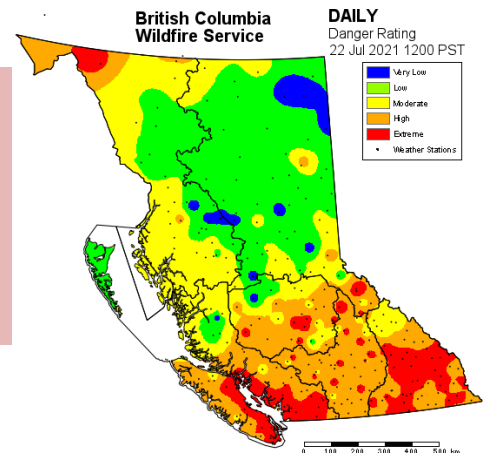 British Columbia
Wildfire Service
DAILY
Danger Rating
22 Jul 2021 1200 PST
Very Low
Low
Moderate
High
Extreme
Weather Stations
0 100 200 300 400 500 km